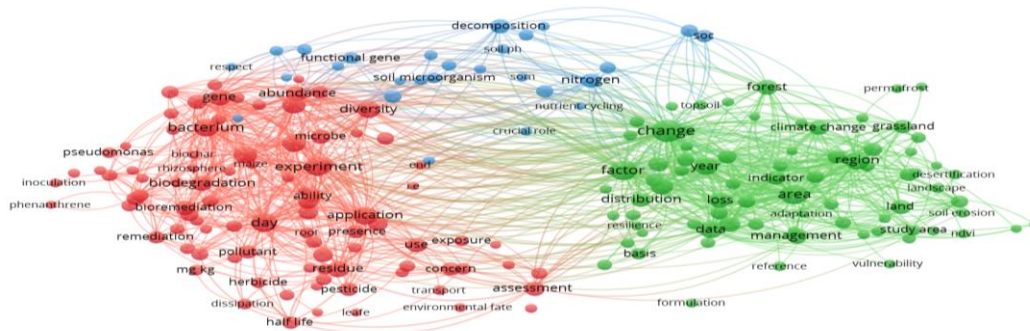 decomposition
soc
soil ph
functional gene
respect
soil microorganism
som
nitrogen
forest
permafrost
gene
abundance
diversity
nutrient cycling
topsoil
bacterium
microbe
crucial role
change
climate change
grassland
pseudomonas
biochar
maize
experiment
factor
year
region
rhizosphere
inoculation
biodegradation
ability
i.e
distribution
indicator
area
desertification
landscape
phenanthrene
bioremediation
day
application
loss
adaptation
land
soil erosion
remediation
root
presence
resilience
data
management
study area
ndvi
pollutant
use
exposure
basis
mg kg
residue
concern
reference
vulnerability
herbicide
pesticide
transport
assessment
dissipation
leafe
environmental fate
formulation
half life